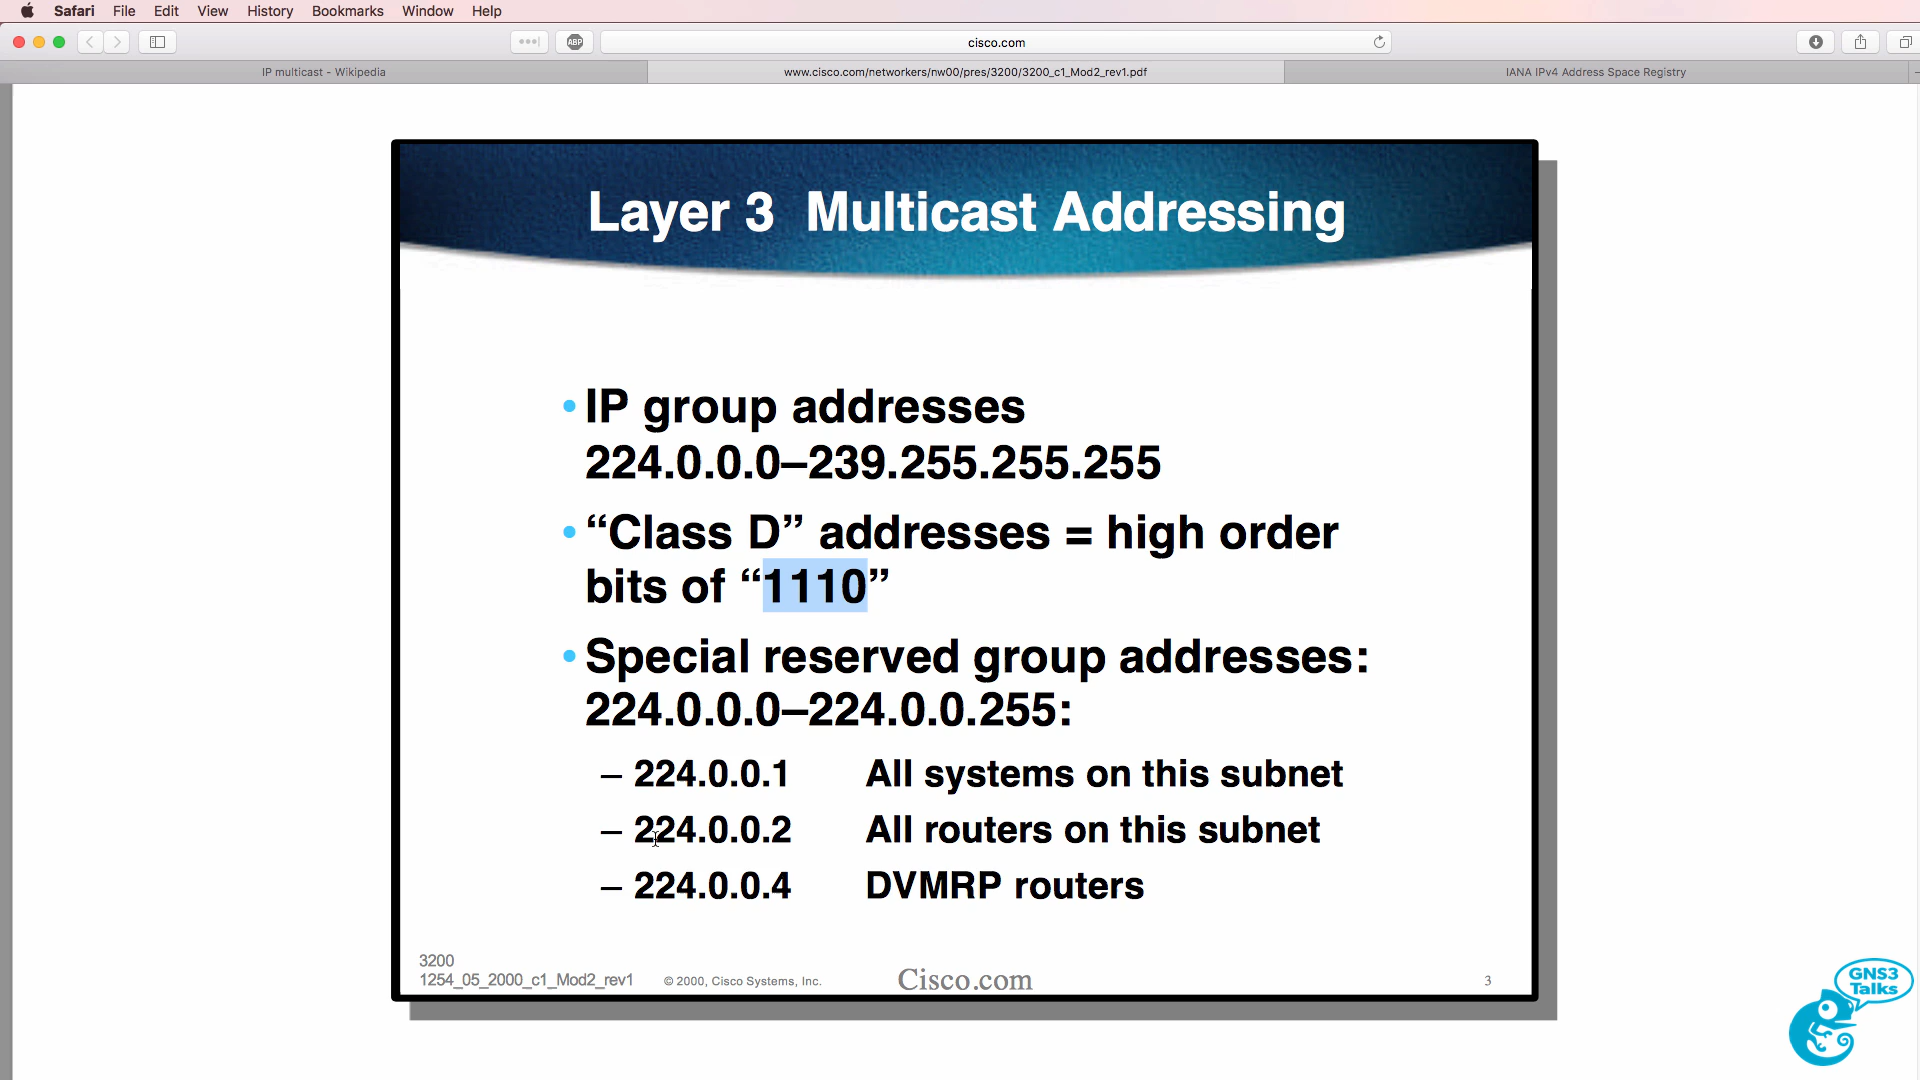 Safari File Edit View History Bookmarks Window Help
ABP
cisco.com
IP multicast - Wikipedia
www.cisco.com/networkers/nw00/pres/3200/3200_c1_Mod2_rev1.pdf
IANA IPv4 Address Space Registry
Layer 3 Multicast Addressing
• IP group addresses
224.0.0.0–239.255.255.255
• “Class D” addresses = high order
bits of “1110”
• Special reserved group addresses:
224.0.0.0–224.0.0.255:
– 224.0.0.1 All systems on this subnet
– 224.0.0.2 All routers on this subnet
– 224.0.0.4 DVMRP routers
3200
1254_05_2000_c1_Mod2_rev1
© 2000, Cisco Systems, Inc.
Cisco.com
3
GNS3
Talks